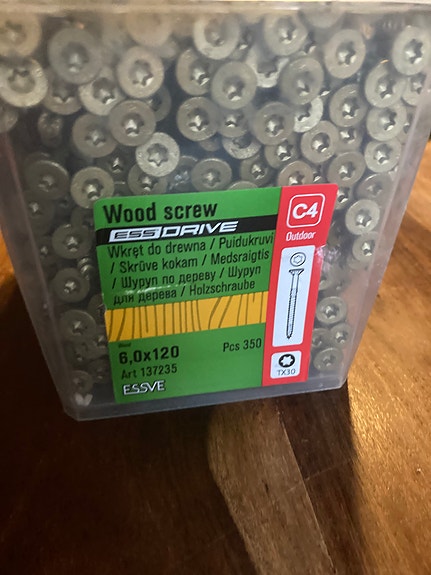 Wood screw
ESSDRIVE
Wkręt do drewna / Puidukruvi
/ Skrūve kokam / Medsraigtis
/ Шуруп по дереву / Шуруп
для дерева / Holzschraube
6,0x120
Pcs 350
Art 137235
ESSVE
C4
Outdoor
TX30